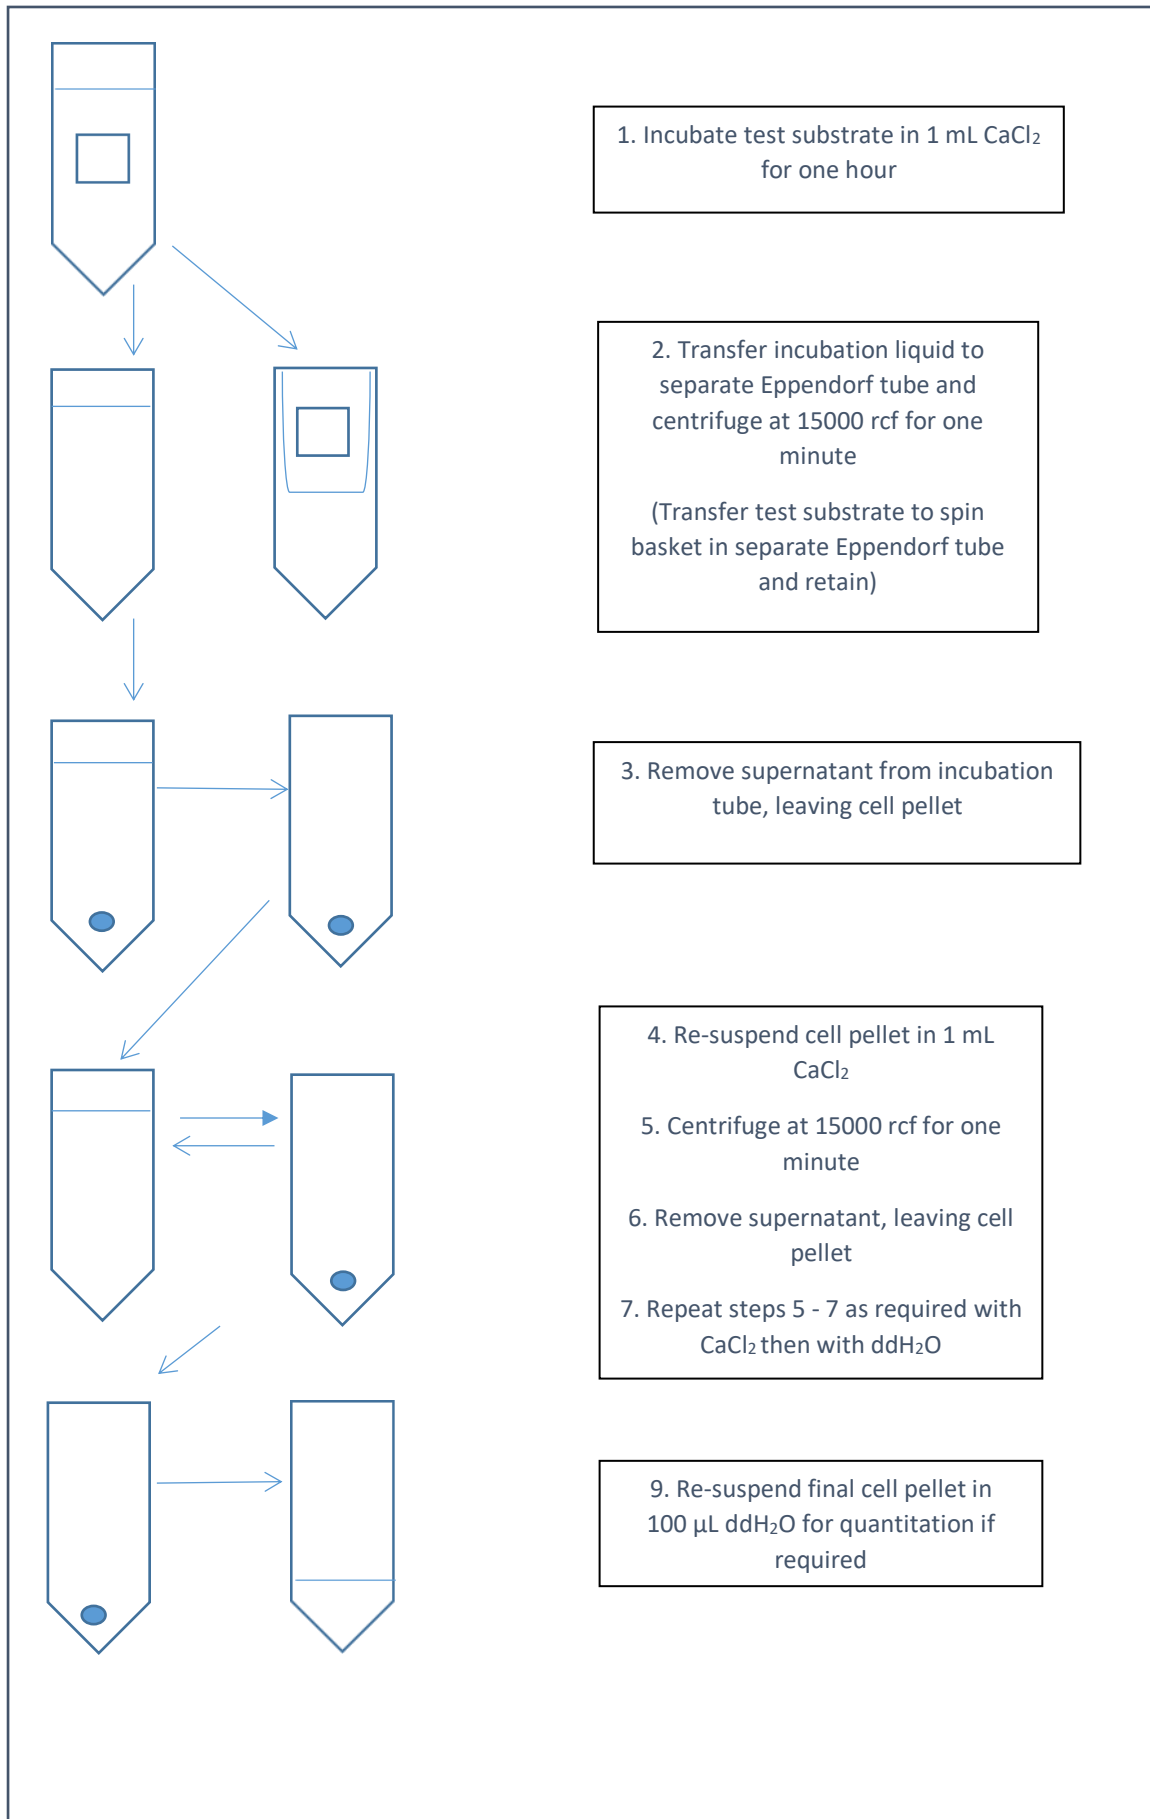 1. Incubate test substrate in 1 mL CaCl₂
for one hour
2. Transfer incubation liquid to
separate Eppendorf tube and
centrifuge at 15000 rcf for one
minute
(Transfer test substrate to spin
basket in separate Eppendorf tube
and retain)
3. Remove supernatant from incubation
tube, leaving cell pellet
4. Re-suspend cell pellet in 1 mL
CaCl₂
5. Centrifuge at 15000 rcf for one
minute
6. Remove supernatant, leaving cell
pellet
7. Repeat steps 5 - 7 as required with
CaCl₂ then with ddH₂O
9. Re-suspend final cell pellet in
100 µL ddH₂O for quantitation if
required